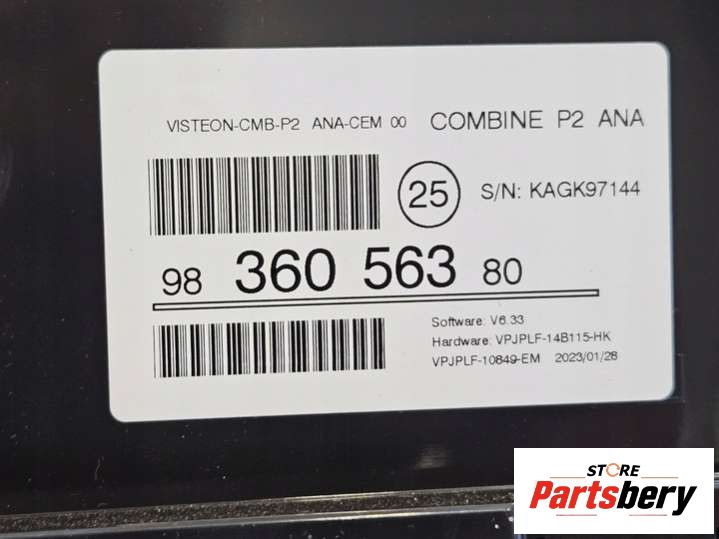 VISTEON-CMB-P2 ANA-CEM 00 COMBINE P2 ANA
25 S/N: KAGK97144
98 360 563 80
Software: V6.33
Hardware: VPJPLF-14B115-HK
VPJPLF-10849-EM 2023/01/28
STORE
Partsbery